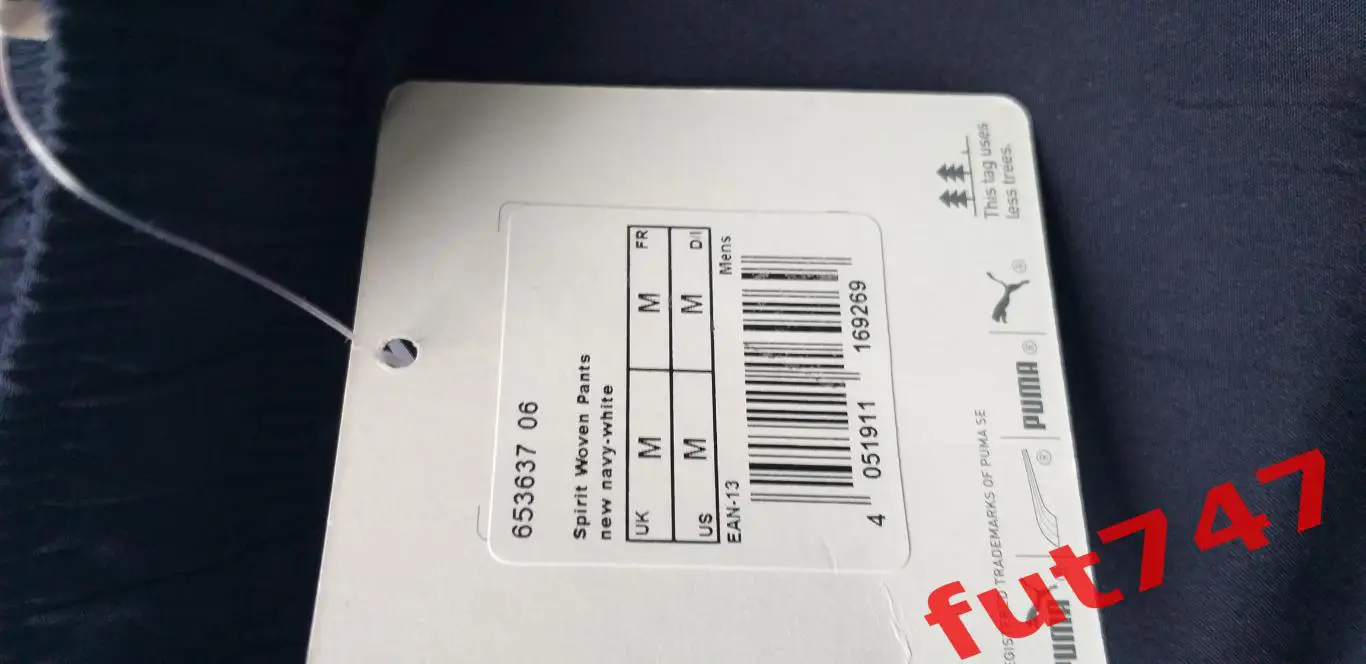 653637 06
Spirit Woven Pants
new navy-white
UK M M FR
US M M D/I
EAN-13 Mens
4 051911 169269
This tag uses
less trees.
TRADEMARKS OF PUMA SE
PUMA ®
®
®
PUMA
fut747